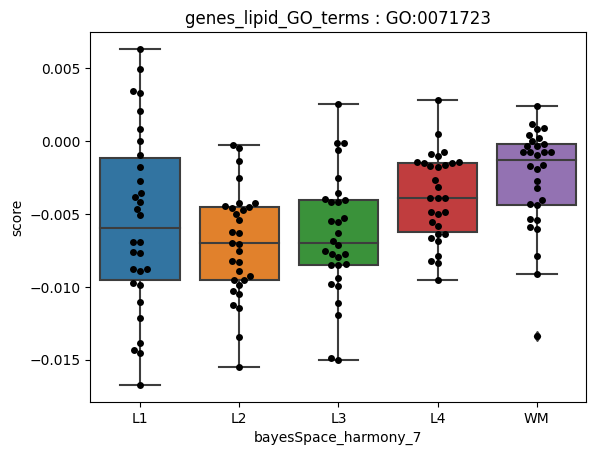 genes_lipid_GO_terms : GO:0071723
0.005
0.000
−0.005
−0.010
−0.015
score
L1 L2 L3 L4 WM
bayesSpace_harmony_7